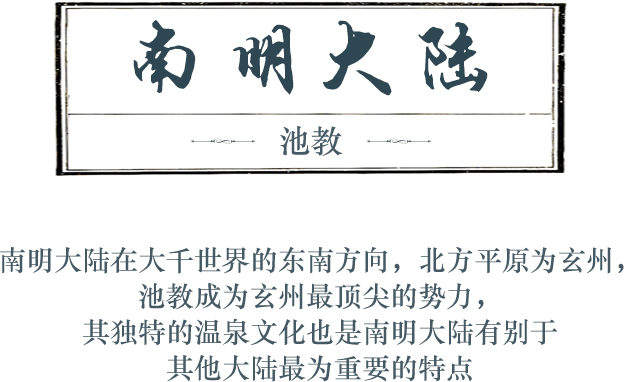 南明大陆
池教
南明大陆在大千世界的东南方向，北方平原为玄州，
池教成为玄州最顶尖的势力，
其独特的温泉文化也是南明大陆有别于
其他大陆最为重要的特点